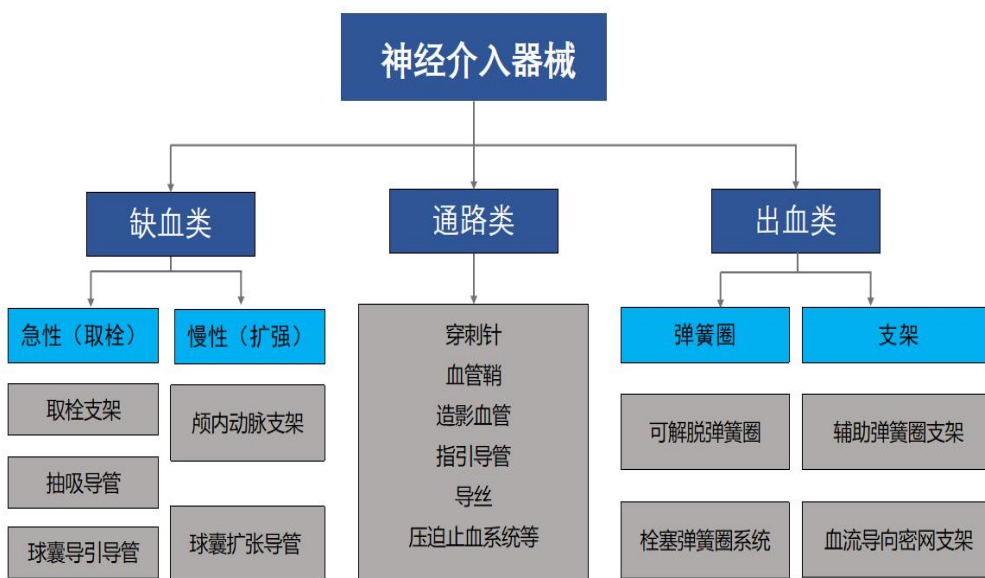 神经介入器械
缺血类
通路类
出血类
急性（取栓）
慢性（扩强）
弹簧圈
支架
取栓支架
抽吸导管
球囊导引导管
颅内动脉支架
球囊扩张导管
穿刺针
血管鞘
造影血管
指引导管
导丝
压迫止血系统等
可解脱弹簧圈
栓塞弹簧圈系统
辅助弹簧圈支架
血流导向密网支架